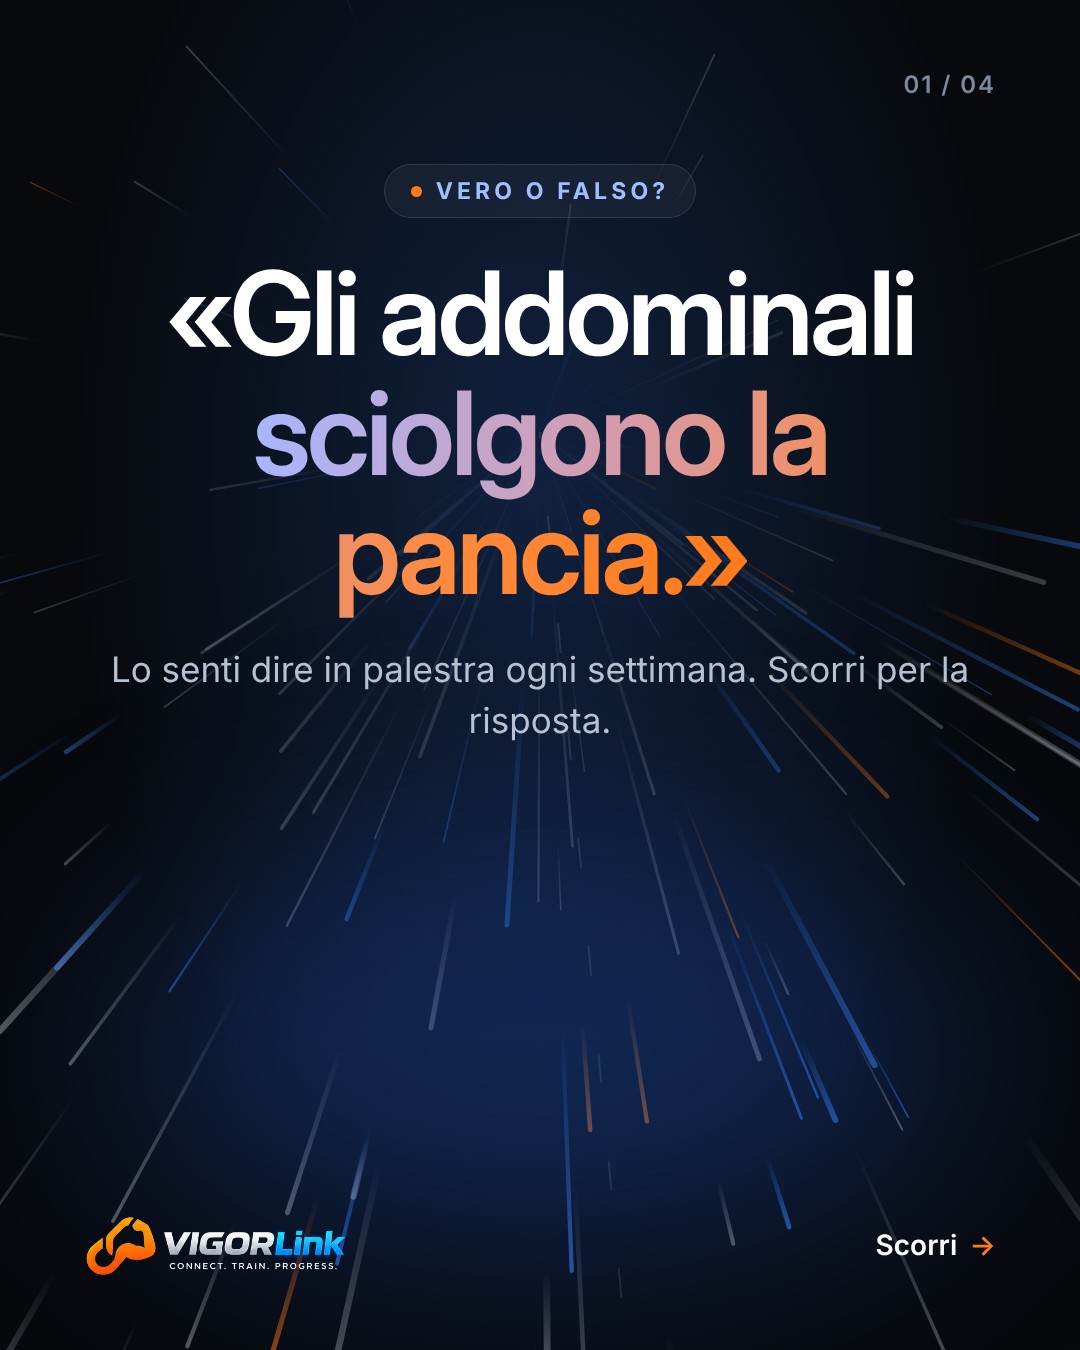 01 / 04
VERO O FALSO?
«Gli addominali
sciolgono la
pancia.»
Lo senti dire in palestra ogni settimana. Scorri per la
risposta.
VIGORLink
CONNECT. TRAIN. PROGRESS.
Scorri →